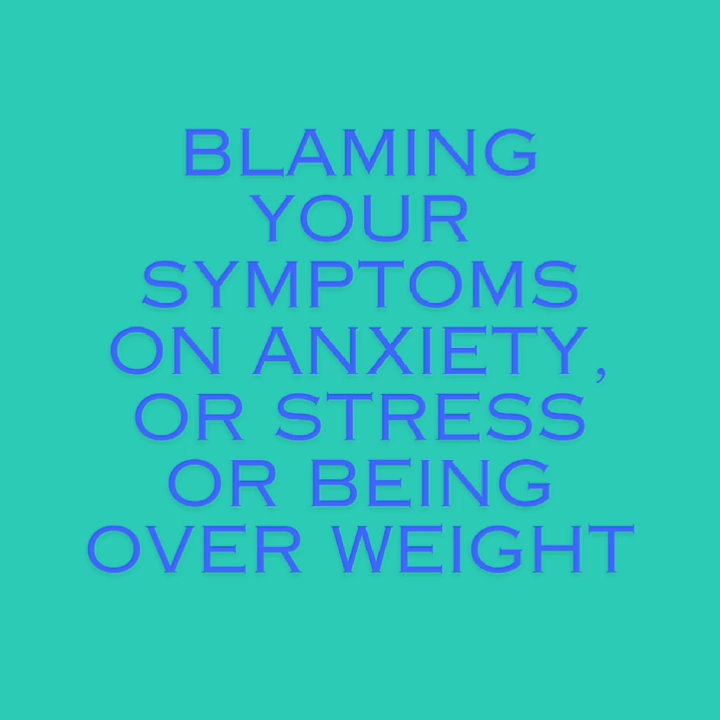 BLAMING
YOUR
SYMPTOMS
ON ANXIETY,
OR STRESS
OR BEING
OVER WEIGHT